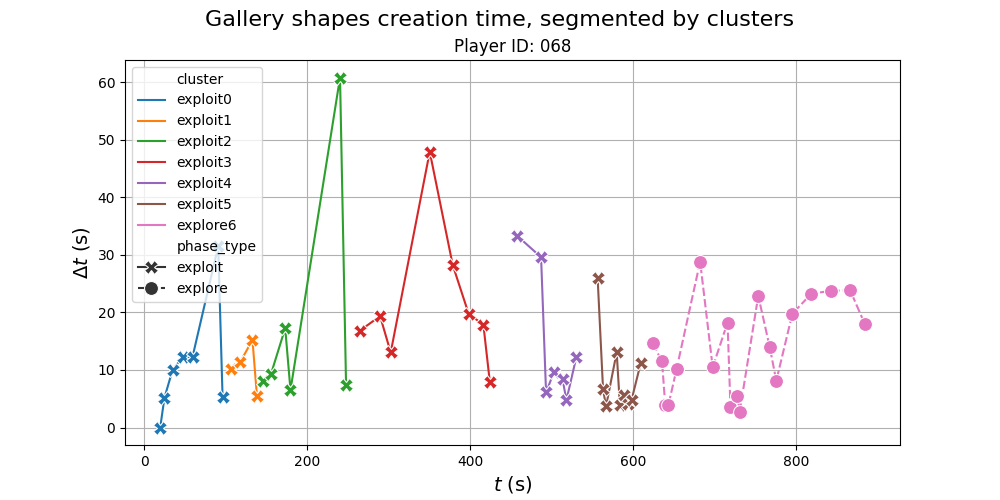 Gallery shapes creation time, segmented by clusters
Player ID: 068
cluster
exploit0
exploit1
exploit2
exploit3
exploit4
exploit5
explore6
phase_type
exploit
explore
Δt (s)
60
50
40
30
20
10
0
0 200 400 600 800
t (s)